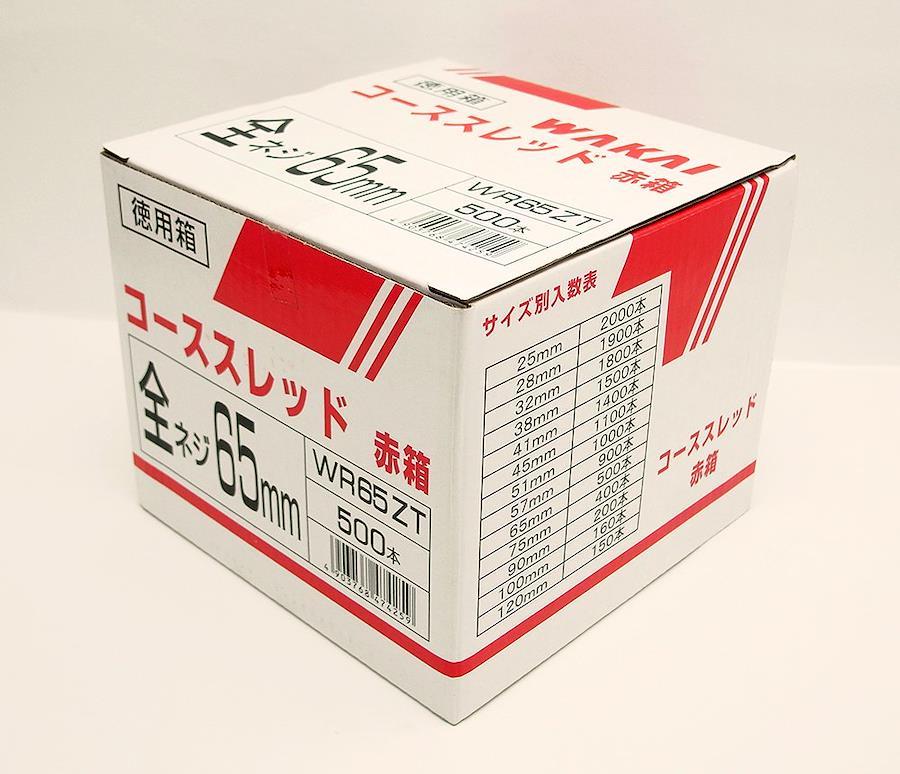 徳用箱
コーススレッド
WAKAI
赤箱
全ネジ65mm
WR65ZT
500本
徳用箱
コーススレッド
赤箱
全ネジ65mm
WR65ZT
500本
4 903768 474259
サイズ別入数表
25mm 2000本
28mm 1900本
32mm 1800本
38mm 1500本
41mm 1400本
45mm 1100本
51mm 1000本
57mm 900本
65mm 500本
75mm 400本
90mm 200本
100mm 160本
120mm 150本
コーススレッド
赤箱